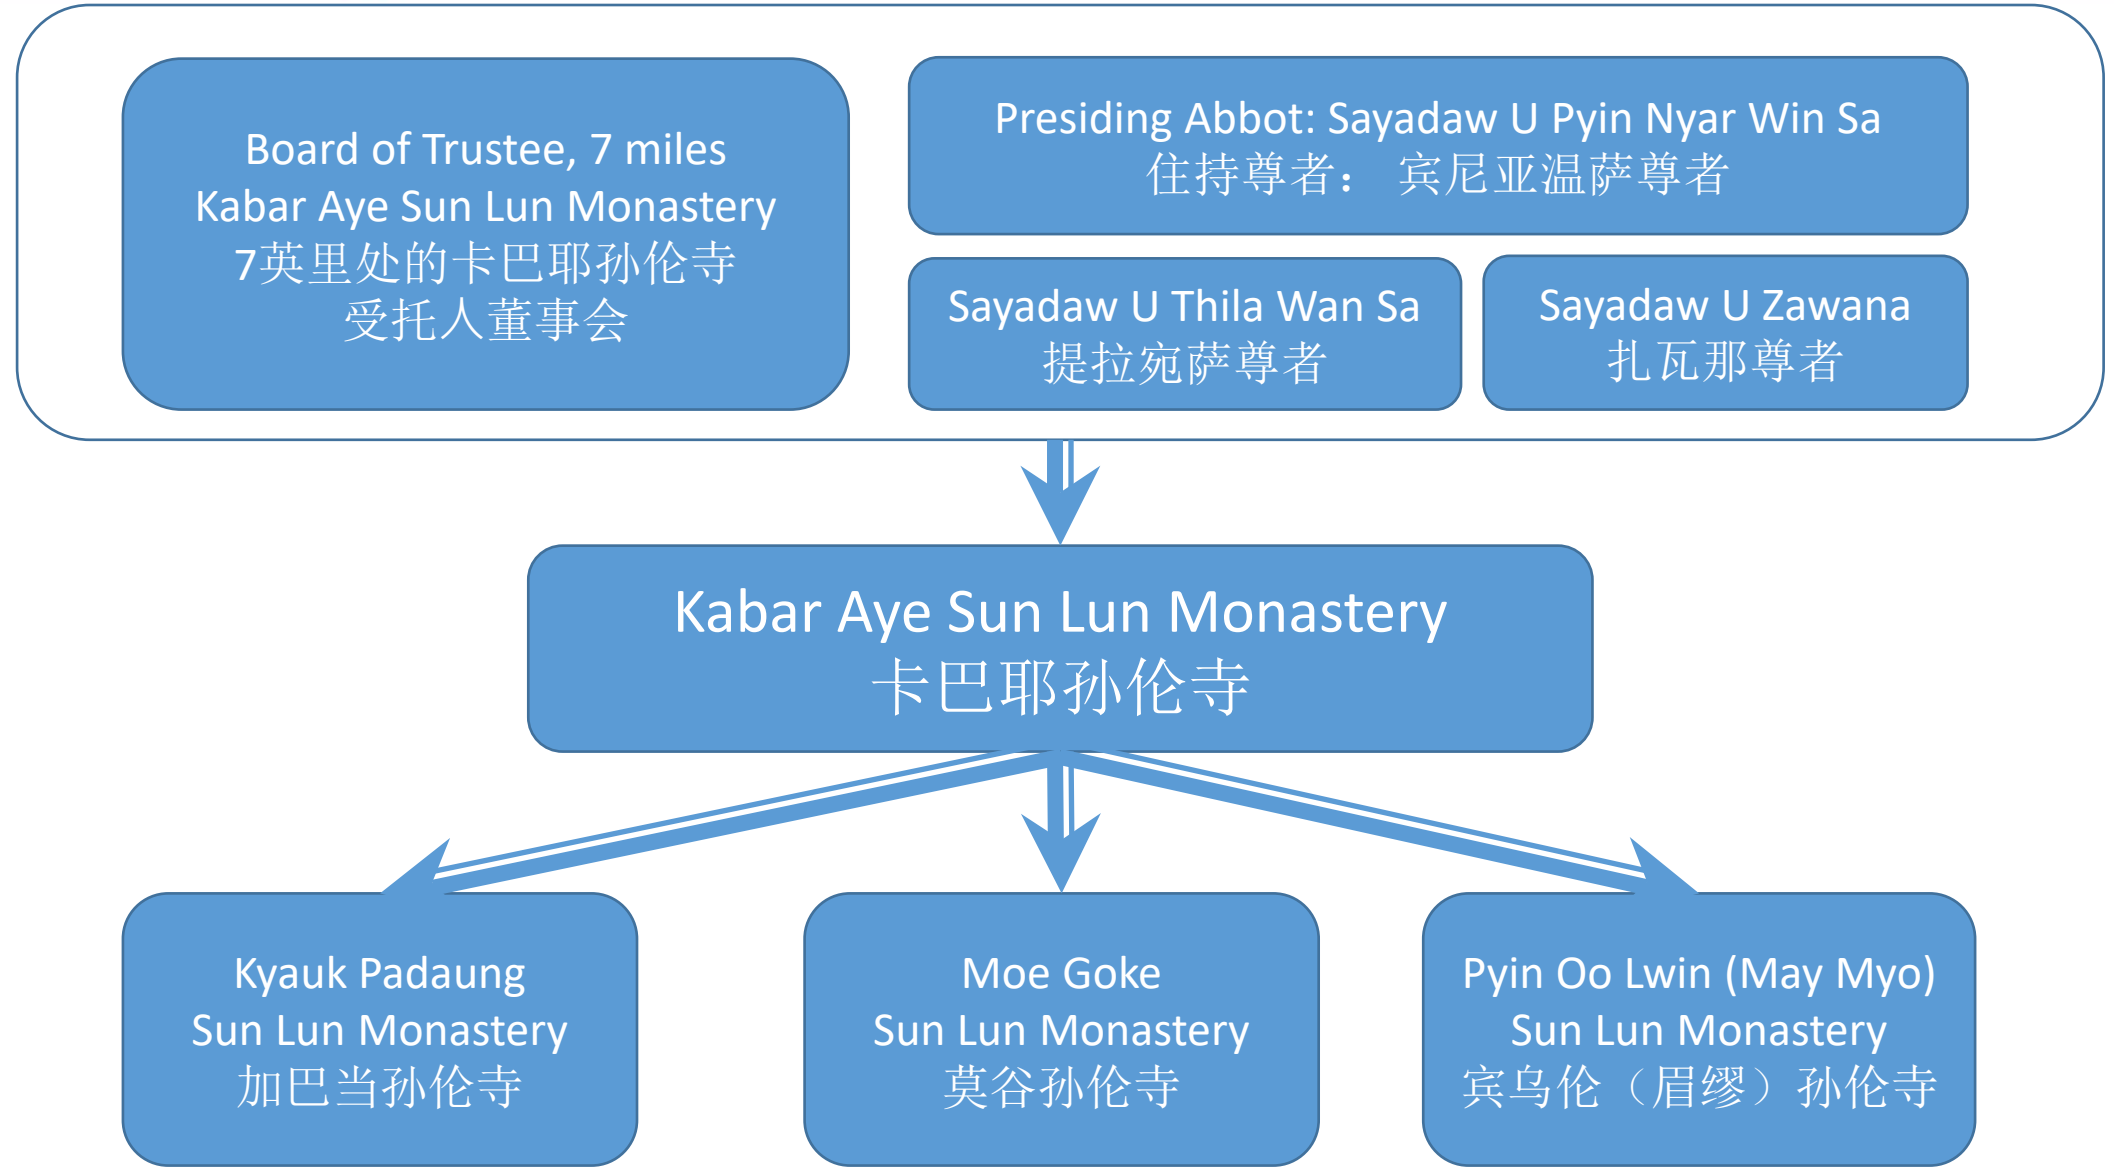 Board of Trustee, 7 miles
Kabar Aye Sun Lun Monastery
7英里处的卡巴耶孙伦寺
受托人董事会
Presiding Abbot: Sayadaw U Pyin Nyar Win Sa
住持尊者： 宾尼亚温萨尊者
Sayadaw U Thila Wan Sa
提拉宛萨尊者
Sayadaw U Zawana
扎瓦那尊者
Kabar Aye Sun Lun Monastery
卡巴耶孙伦寺
Kyauk Padaung
Sun Lun Monastery
加巴当孙伦寺
Moe Goke
Sun Lun Monastery
莫谷孙伦寺
Pyin Oo Lwin (May Myo)
Sun Lun Monastery
宾乌伦（眉缪）孙伦寺